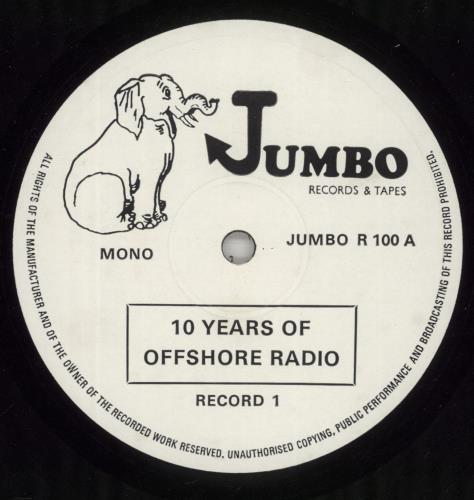 JUMBO
RECORDS & TAPES
MONO
JUMBO R 100 A
10 YEARS OF
OFFSHORE RADIO
RECORD 1
ALL RIGHTS OF THE MANUFACTURER AND OF THE OWNER OF THE RECORDED WORK RESERVED. UNAUTHORISED COPYING, PUBLIC PERFORMANCE AND BROADCASTING OF THIS RECORD PROHIBITED.